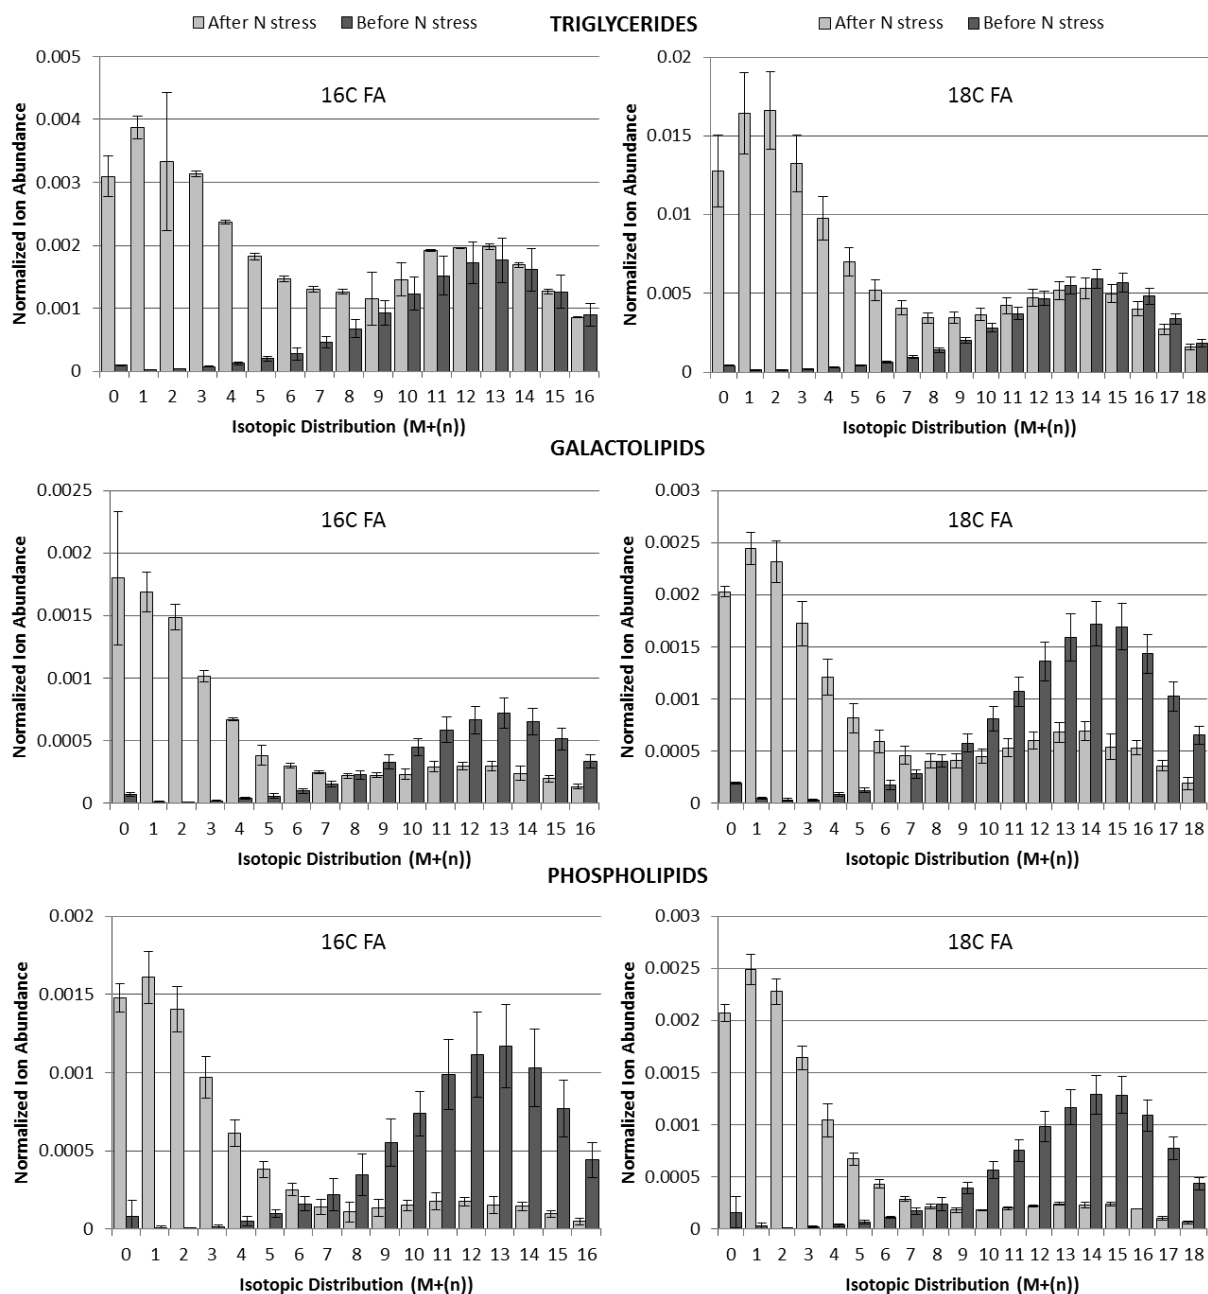 After N stress Before N stress TRIGLYCERIDES After N stress Before N stress
0.005
0.004
0.003
0.002
0.001
0
Normalized Ion Abundance
16C FA
0 1 2 3 4 5 6 7 8 9 10 11 12 13 14 15 16
Isotopic Distribution (M+(n))
0.02
0.015
0.01
0.005
0
Normalized Ion Abundance
18C FA
0 1 2 3 4 5 6 7 8 9 10 11 12 13 14 15 16 17 18
Isotopic Distribution (M+(n))
GALACTOLIPIDS
0.0025
0.002
0.0015
0.001
0.0005
0
Normalized Ion Abundance
16C FA
0 1 2 3 4 5 6 7 8 9 10 11 12 13 14 15 16
Isotopic Distribution (M+(n))
0.003
0.0025
0.002
0.0015
0.001
0.0005
0
Normalized Ion Abundance
18C FA
0 1 2 3 4 5 6 7 8 9 10 11 12 13 14 15 16 17 18
Isotopic Distribution (M+(n))
PHOSPHOLIPIDS
0.002
0.0015
0.001
0.0005
0
Normalized Ion Abundance
16C FA
0 1 2 3 4 5 6 7 8 9 10 11 12 13 14 15 16
Isotopic Distribution (M+(n))
0.003
0.0025
0.002
0.0015
0.001
0.0005
0
Normalized Ion Abundance
18C FA
0 1 2 3 4 5 6 7 8 9 10 11 12 13 14 15 16 17 18
Isotopic Distribution (M+(n))